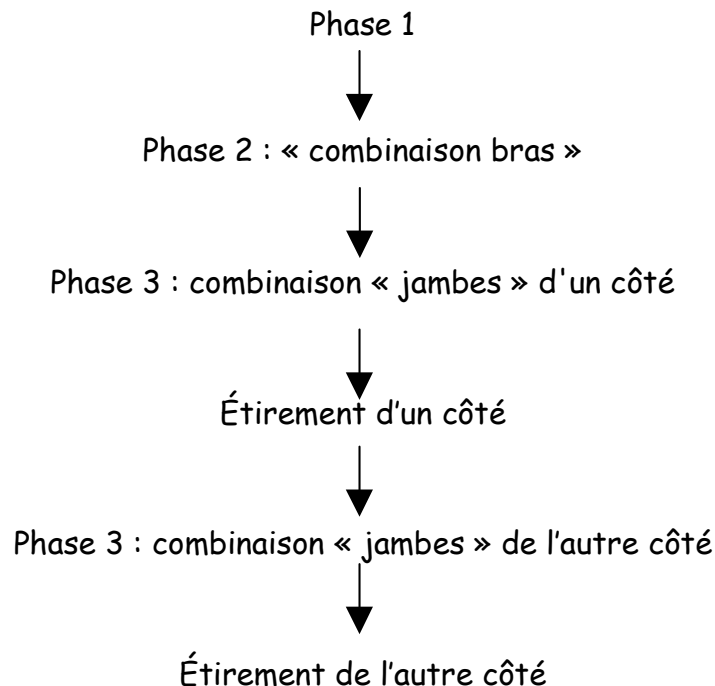 Phase 1
Phase 2 : « combinaison bras »
Phase 3 : combinaison « jambes » d'un côté
Étirement d’un côté
Phase 3 : combinaison « jambes » de l’autre côté
Étirement de l’autre côté